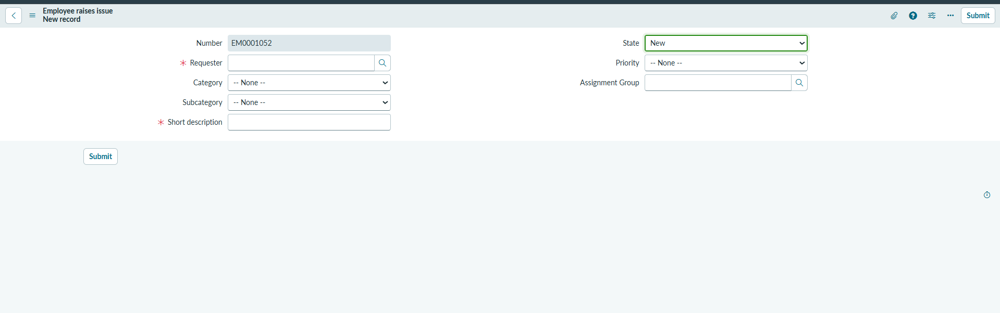 Employee raises issue
New record
Submit
Number EM0001052
State New
Requester
Priority -- None --
Category -- None --
Assignment Group
Subcategory -- None --
Short description
Submit